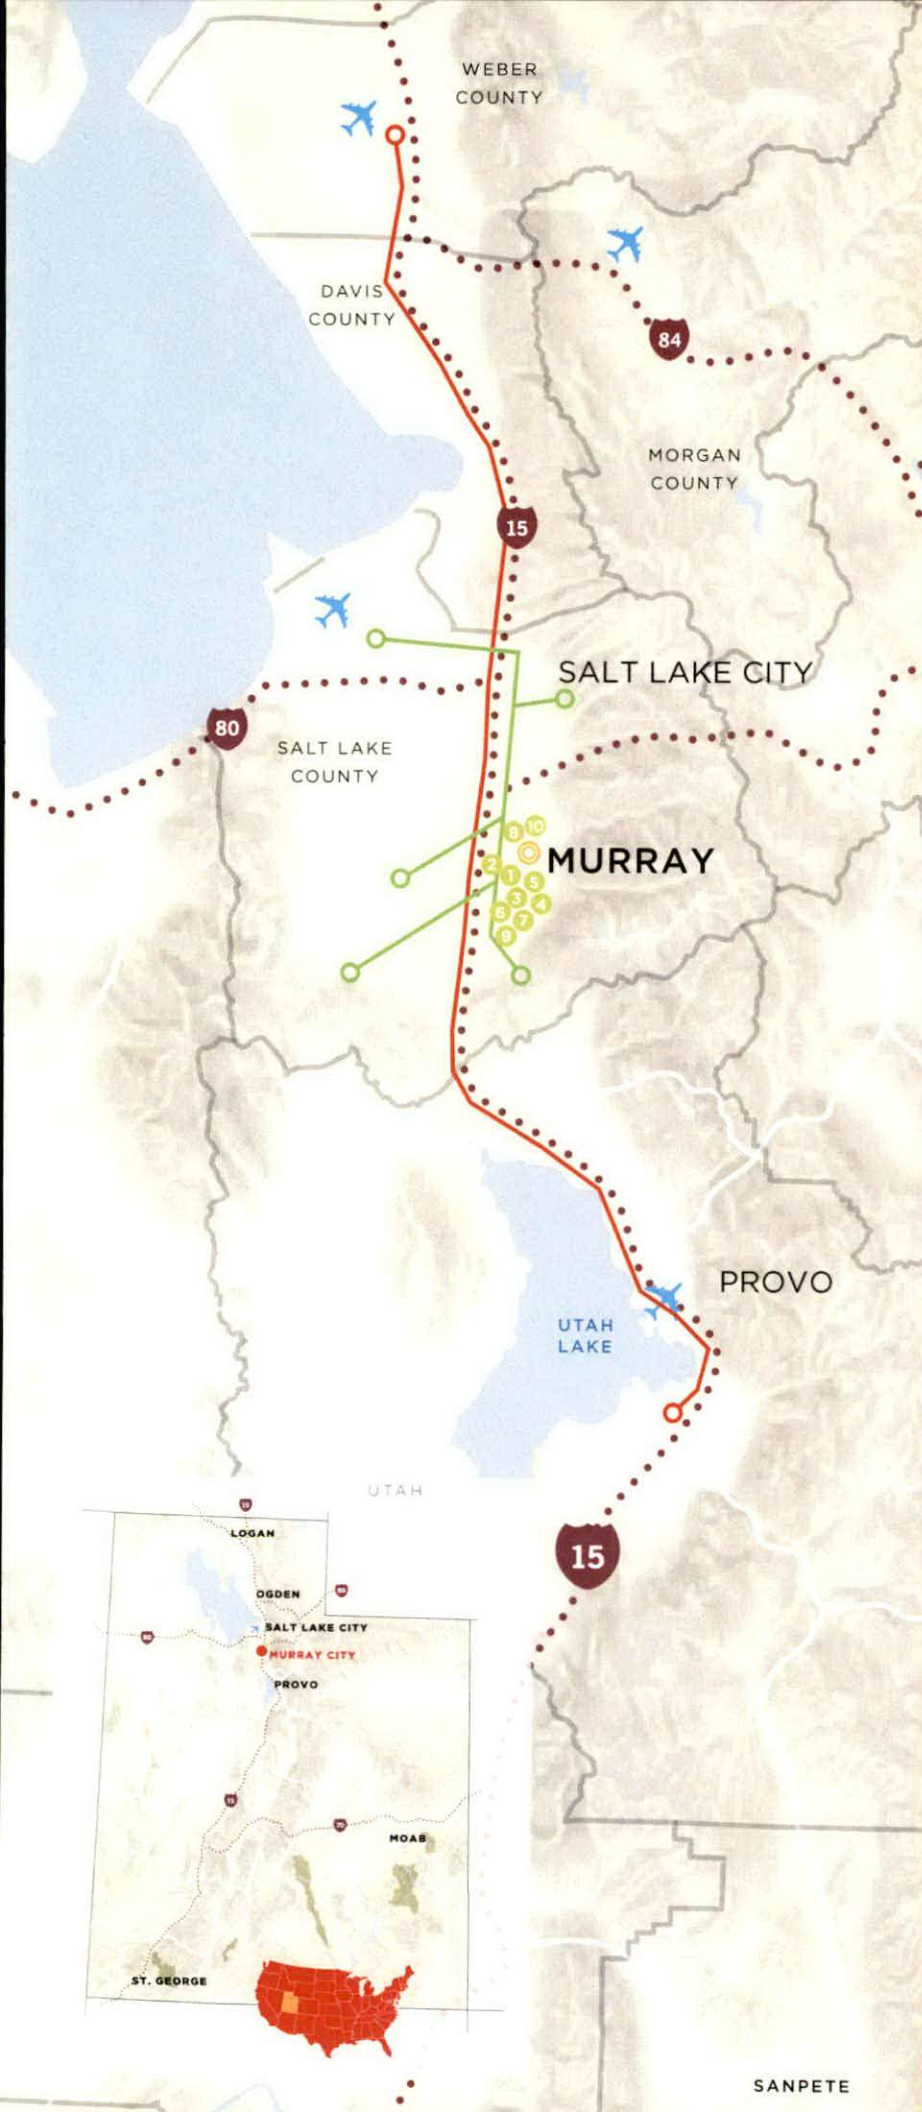 WEBER
COUNTY
DAVIS
COUNTY
84
MORGAN
COUNTY
15
SALT LAKE CITY
80
SALT LAKE
COUNTY
8
10
MURRAY
2
1
5
3
4
6
7
9
PROVO
UTAH
LAKE
UTAH
15
LOGAN
OGDEN
SALT LAKE CITY
80
MURRAY CITY
PROVO
15
70
MOAB
ST. GEORGE
SANPETE